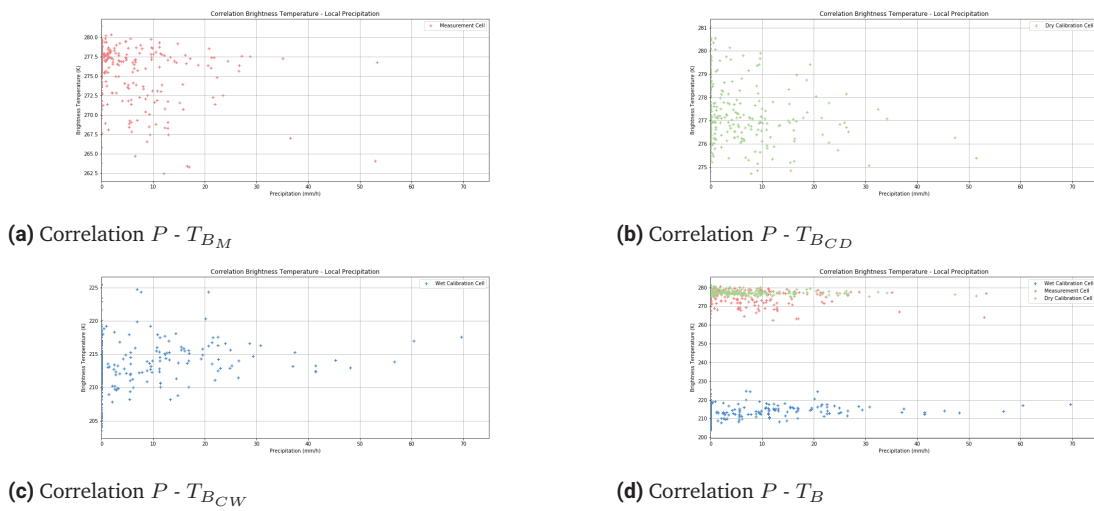 Correlation Brightness Temperature - Local Precipitation
Measurement Cell
280.0
277.5
275.0
272.5
270.0
267.5
265.0
262.5
Brightness Temperature (K)
0 10 20 30 40 50 60 70
Precipitation (mm/h)
(a) Correlation P - T_{B_M}
Correlation Brightness Temperature - Local Precipitation
Dry Calibration Cell
281
280
279
278
277
276
275
Brightness Temperature (K)
0 10 20 30 40 50 60 70
Precipitation (mm/h)
(b) Correlation P - T_{B_{CD}}
Correlation Brightness Temperature - Local Precipitation
Wet Calibration Cell
225
220
215
210
205
Brightness Temperature (K)
0 10 20 30 40 50 60 70
Precipitation (mm/h)
(c) Correlation P - T_{B_{CW}}
Correlation Brightness Temperature - Local Precipitation
Wet Calibration Cell
Measurement Cell
Dry Calibration Cell
280
270
260
250
240
230
220
210
200
Brightness Temperature (K)
0 10 20 30 40 50 60 70
Precipitation (mm/h)
(d) Correlation P - T_B